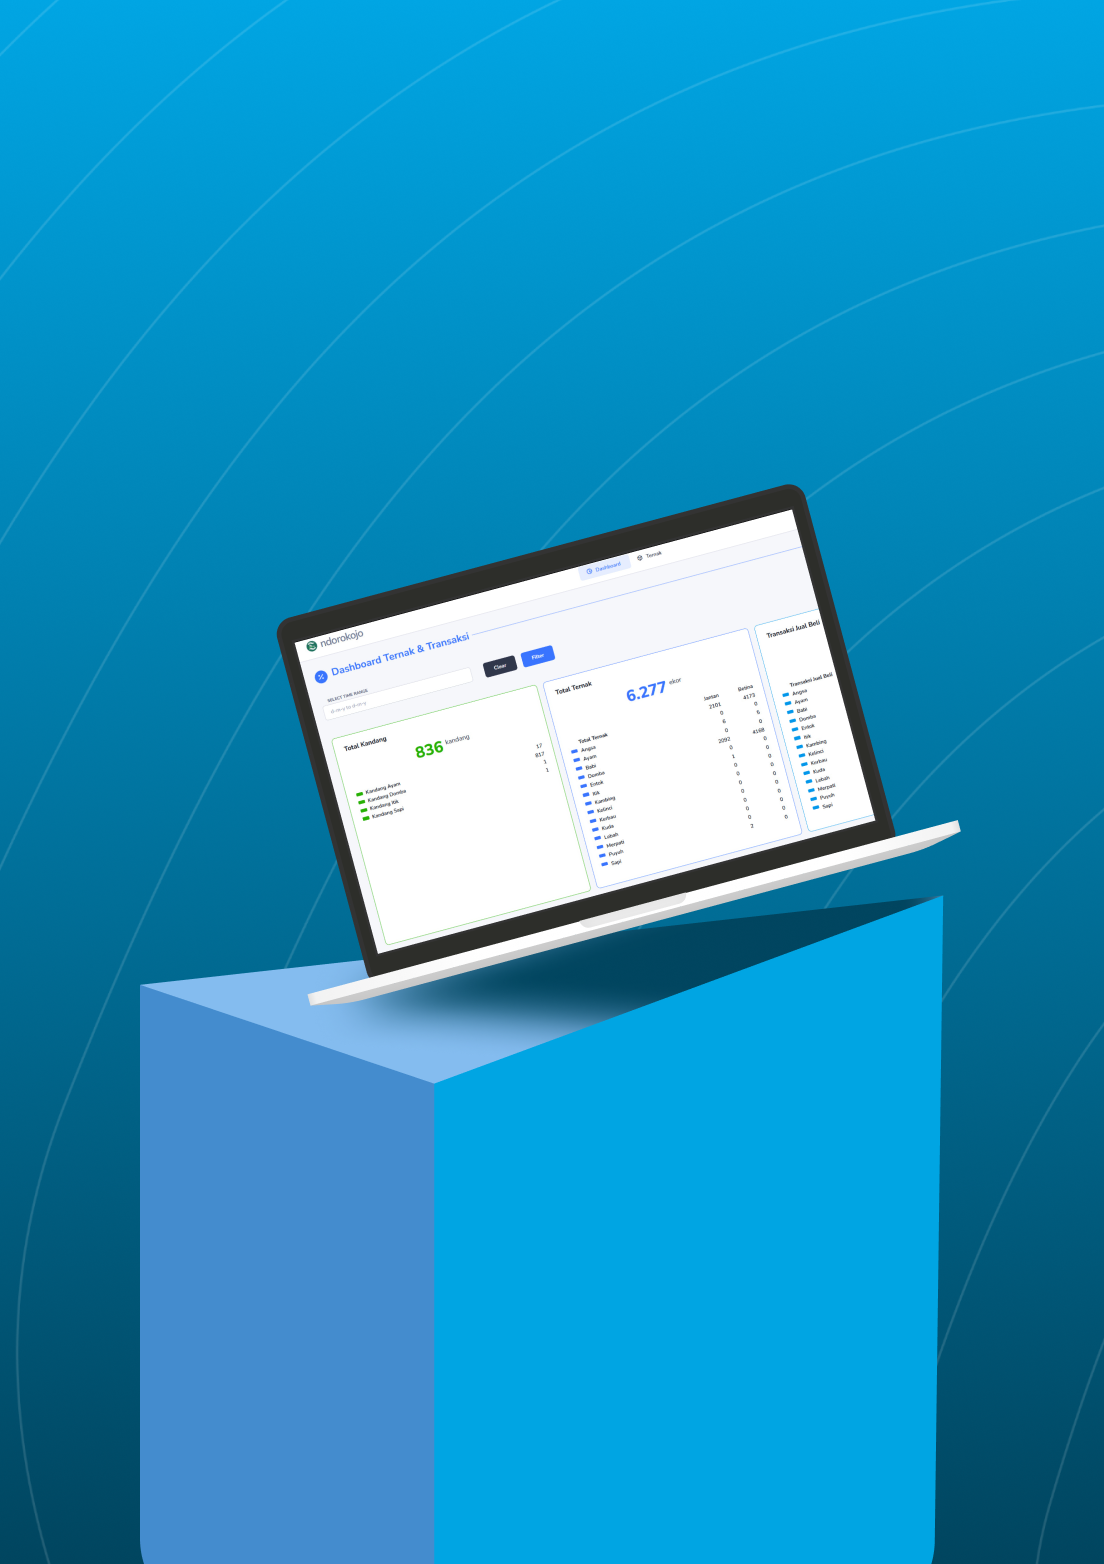 ndorokojo
Dashboard
Ternak
Dashboard Ternak & Transaksi
SELECT TIME RANGE
Clear
Filter
Total Kandang
836 kandang
Kandang Ayam 17
Kandang Domba 817
Kandang Itik 1
Kandang Sapi 1
Total Ternak
6.277 ekor
Jantan Betina
Total Ternak 2101 4173
Angsa 0 0
Ayam 6 5
Babi 0 0
Domba 2092 4168
Entok 0 0
Itik 1 0
Kambing 0 0
Kelinci 0 0
Kerbau 0 0
Kuda 0 0
Lebah 0 0
Merpati 0 0
Puyuh 0 0
Sapi 2 0
Transaksi Jual Beli
Transaksi Jual Beli
Angsa
Ayam
Babi
Domba
Entok
Itik
Kambing
Kelinci
Kerbau
Kuda
Lebah
Merpati
Puyuh
Sapi